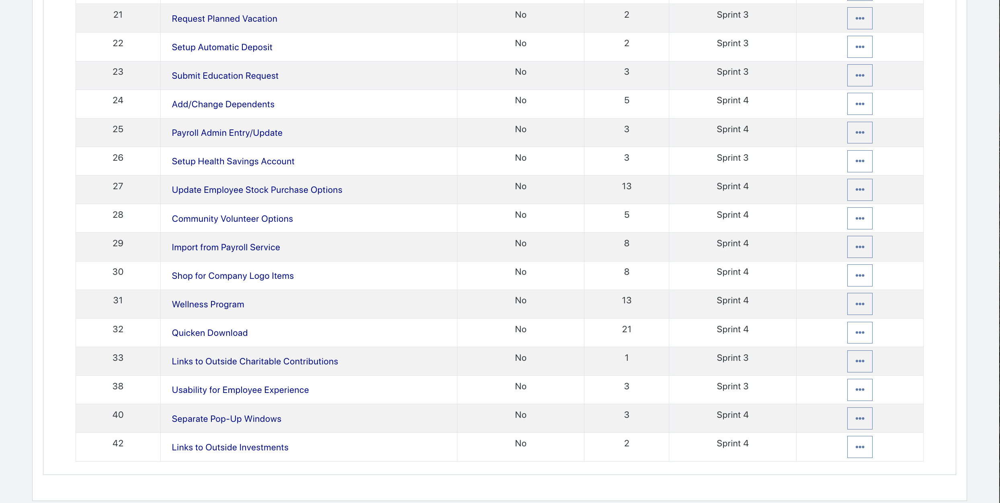 21 Request Planned Vacation No 2 Sprint 3 •••
22 Setup Automatic Deposit No 2 Sprint 3 •••
23 Submit Education Request No 3 Sprint 3 •••
24 Add/Change Dependents No 5 Sprint 4 •••
25 Payroll Admin Entry/Update No 3 Sprint 4 •••
26 Setup Health Savings Account No 3 Sprint 3 •••
27 Update Employee Stock Purchase Options No 13 Sprint 4 •••
28 Community Volunteer Options No 5 Sprint 4 •••
29 Import from Payroll Service No 8 Sprint 4 •••
30 Shop for Company Logo Items No 8 Sprint 4 •••
31 Wellness Program No 13 Sprint 4 •••
32 Quicken Download No 21 Sprint 4 •••
33 Links to Outside Charitable Contributions No 1 Sprint 3 •••
38 Usability for Employee Experience No 3 Sprint 3 •••
40 Separate Pop-Up Windows No 3 Sprint 4 •••
42 Links to Outside Investments No 2 Sprint 4 •••